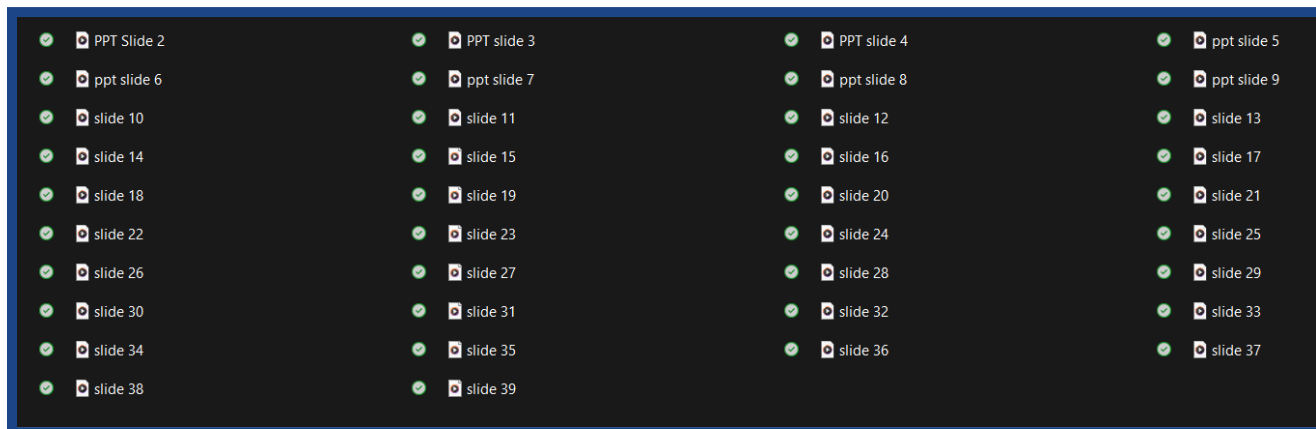 PPT Slide 2 PPT slide 3 PPT slide 4 ppt slide 5
ppt slide 6 ppt slide 7 ppt slide 8 ppt slide 9
slide 10 slide 11 slide 12 slide 13
slide 14 slide 15 slide 16 slide 17
slide 18 slide 19 slide 20 slide 21
slide 22 slide 23 slide 24 slide 25
slide 26 slide 27 slide 28 slide 29
slide 30 slide 31 slide 32 slide 33
slide 34 slide 35 slide 36 slide 37
slide 38 slide 39